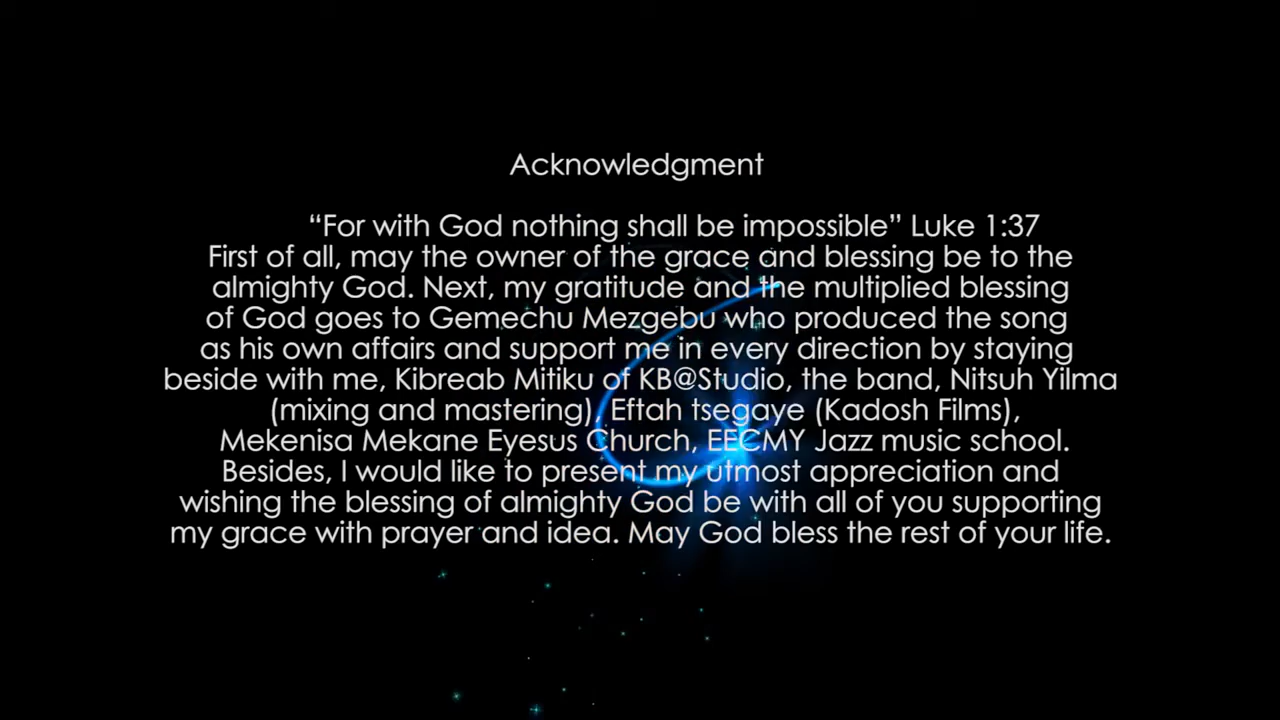 Acknowledgment
“For with God nothing shall be impossible” Luke 1:37
First of all, may the owner of the grace and blessing be to the
almighty God. Next, my gratitude and the multiplied blessing
of God goes to Gemechu Mezgebu who produced the song
as his own affairs and support me in every direction by staying
beside with me, Kibreab Mitiku of KB@Studio, the band, Nitsuh Yilma
(mixing and mastering), Eftah tsegaye (Kadosh Films),
Mekenisa Mekane Eyesus Church, EECMY Jazz music school.
Besides, I would like to present my utmost appreciation and
wishing the blessing of almighty God be with all of you supporting
my grace with prayer and idea. May God bless the rest of your life.